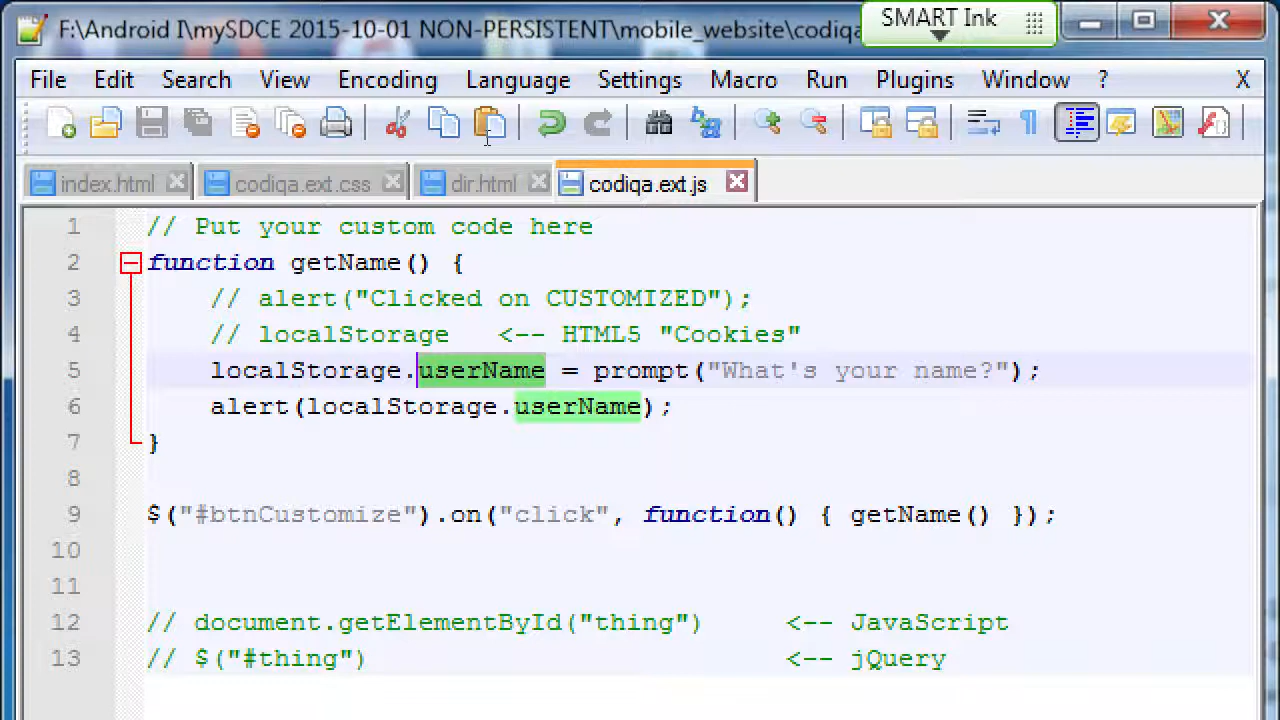 F:\Android I\mySDCE 2015-10-01 NON-PERSISTENT\mobile_website\codiqa
SMART Ink
File Edit Search View Encoding Language Settings Macro Run Plugins Window ? X
index.html codiqa.ext.css dir.html codiqa.ext.js
1 // Put your custom code here
2 function getName() {
3 // alert("Clicked on CUSTOMIZED");
4 // localStorage <-- HTML5 "Cookies"
5 localStorage.userName = prompt("What's your name?");
6 alert(localStorage.userName);
7 }
8
9 $("#btnCustomize").on("click", function() { getName() });
10
11
12 // document.getElementById("thing") <-- JavaScript
13 // $("#thing") <-- jQuery